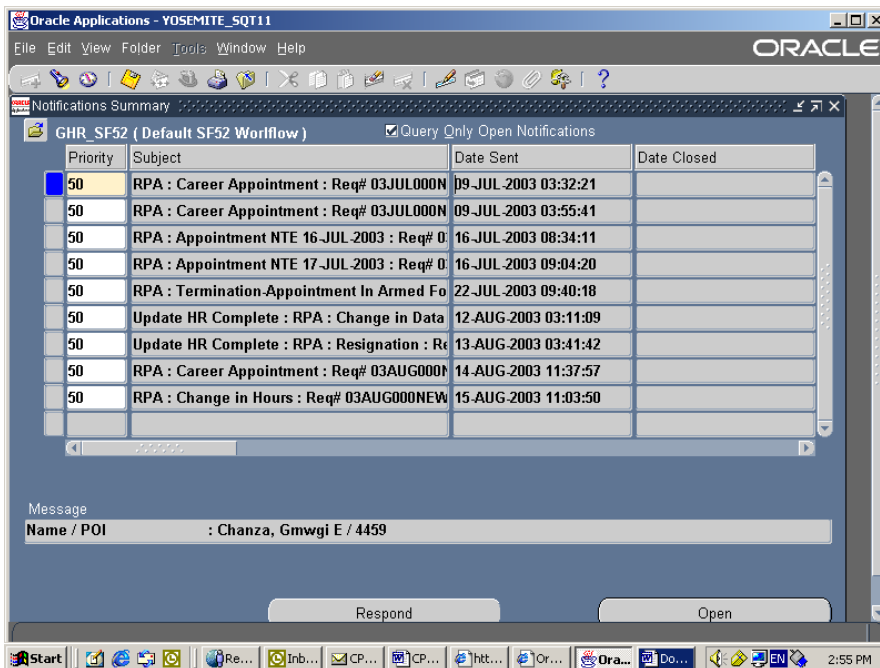 Oracle Applications - YOSEMITE_SQT11
File Edit View Folder Tools Window Help
ORACLE
Notifications Summary
GHR_SF52 ( Default SF52 Worlflow )
Query Only Open Notifications
Priority Subject Date Sent Date Closed
50 RPA : Career Appointment : Req# 03JUL000N 09-JUL-2003 03:32:21
50 RPA : Career Appointment : Req# 03JUL000N 09-JUL-2003 03:55:41
50 RPA : Appointment NTE 16-JUL-2003 : Req# 0 16-JUL-2003 08:34:11
50 RPA : Appointment NTE 17-JUL-2003 : Req# 0 16-JUL-2003 09:04:20
50 RPA : Termination-Appointment In Armed Fo 22-JUL-2003 09:40:18
50 Update HR Complete : RPA : Change in Data 12-AUG-2003 03:11:09
50 Update HR Complete : RPA : Resignation : Re 13-AUG-2003 03:41:42
50 RPA : Career Appointment : Req# 03AUG000N 14-AUG-2003 11:37:57
50 RPA : Change in Hours : Req# 03AUG000NEW 15-AUG-2003 11:03:50
Message
Name / POI : Chanza, Gmwgi E / 4459
Respond Open
Start Re... Inb... CP... CP... htt... Or... Ora... Do... EN 2:55 PM